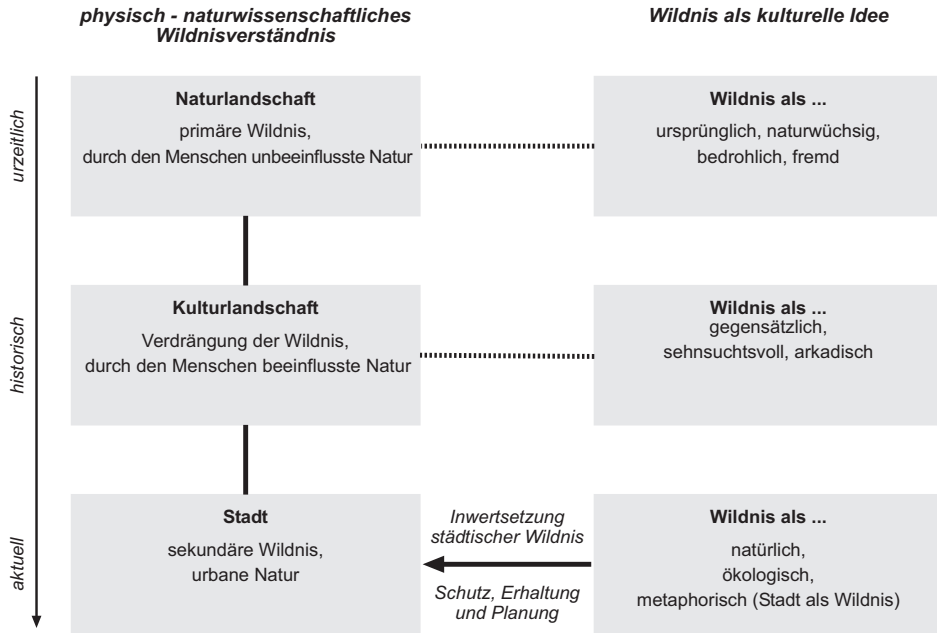 physisch - naturwissenschaftliches
Wildnisverständnis
Wildnis als kulturelle Idee
urzeitlich
Naturlandschaft
primäre Wildnis,
durch den Menschen unbeeinflusste Natur
Wildnis als ...
ursprünglich, naturwüchsig,
bedrohlich, fremd
historisch
Kulturlandschaft
Verdrängung der Wildnis,
durch den Menschen beeinflusste Natur
Wildnis als ...
gegensätzlich,
sehnsuchtsvoll, arkadisch
aktuell
Stadt
sekundäre Wildnis,
urbane Natur
Inwertsetzung
städtischer Wildnis
Schutz, Erhaltung
und Planung
Wildnis als ...
natürlich,
ökologisch,
metaphorisch (Stadt als Wildnis)